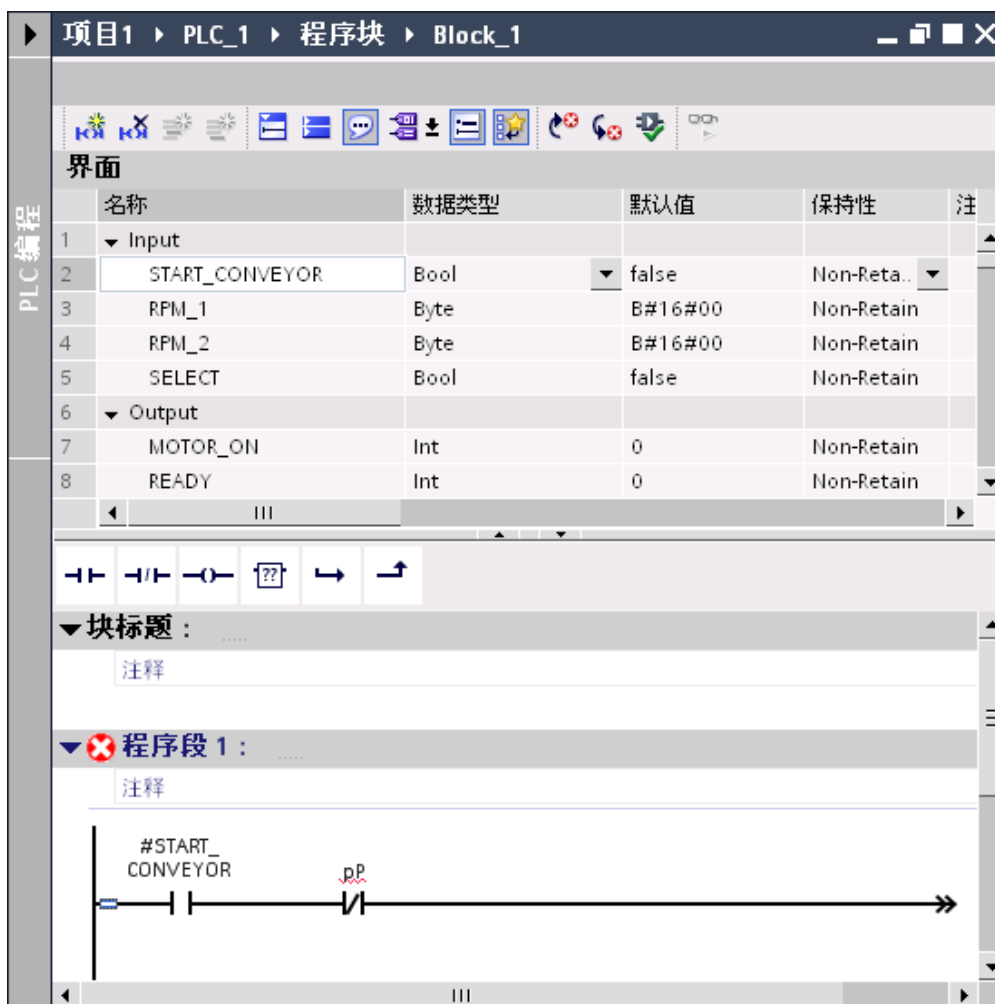 项目1 PLC_1 程序块 Block_1
PLC 编程
界面
名称 数据类型 默认值 保持性 注
1 Input
2 START_CONVEYOR Bool false Non-Reta..
3 RPM_1 Byte B#16#00 Non-Retain
4 RPM_2 Byte B#16#00 Non-Retain
5 SELECT Bool false Non-Retain
6 Output
7 MOTOR_ON Int 0 Non-Retain
8 READY Int 0 Non-Retain
??
块标题： .....
注释
程序段 1： .....
注释
#START_
CONVEYOR
pP